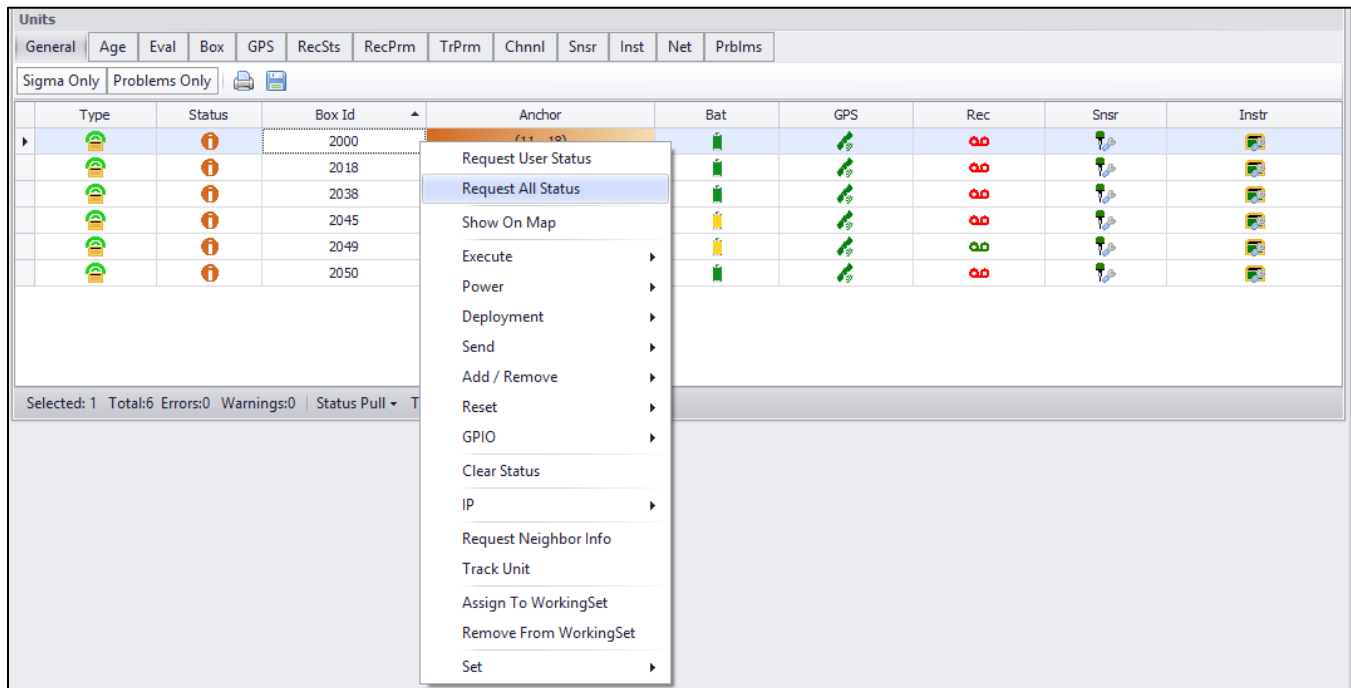 Units
General Age Eval Box GPS RecSts RecPrm TrPrm Chnnl Snsr Inst Net Prblms
Sigma Only Problems Only
Type Status Box Id Anchor Bat GPS Rec Snsr Instr
2000
2018
2038
2045
2049
2050
Request User Status
Request All Status
Show On Map
Execute
Power
Deployment
Send
Add / Remove
Reset
GPIO
Clear Status
IP
Request Neighbor Info
Track Unit
Assign To WorkingSet
Remove From WorkingSet
Set
Selected: 1 Total:6 Errors:0 Warnings:0 Status Pull T